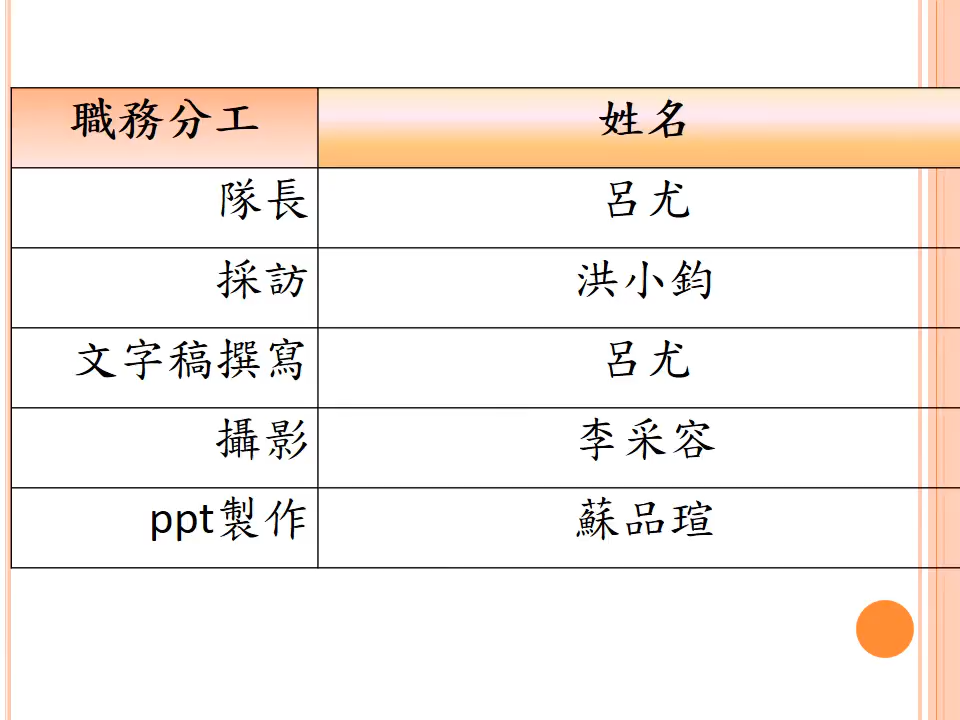 職務分工 姓名
隊長 呂尤
採訪 洪小鈞
文字稿撰寫 呂尤
攝影 李采容
ppt製作 蘇品瑄